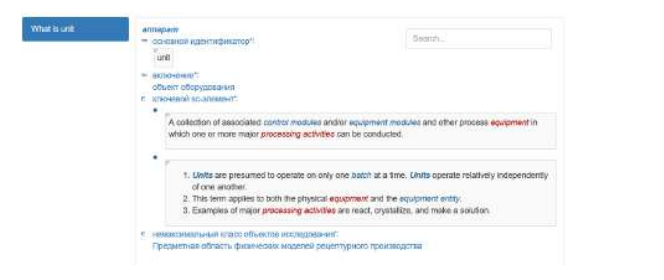 What is unit
аппарат
основной идентификатор":
Search...
unit
включение":
объект оборудования
ключевой ко-элемент":
A collection of associated control modules and/or equipment modules and other process equipment in
which one or more major processing activities can be conducted.
1. Units are presumed to operate on only one batch at a time. Units operate relatively independently
of one another.
2. This term applies to both the physical equipment and the equipment entity.
3. Examples of major processing activities are react, crystallize, and make a solution.
немаксимальный класс объектов исследования":
Предметная область физических моделей рецептурного производства